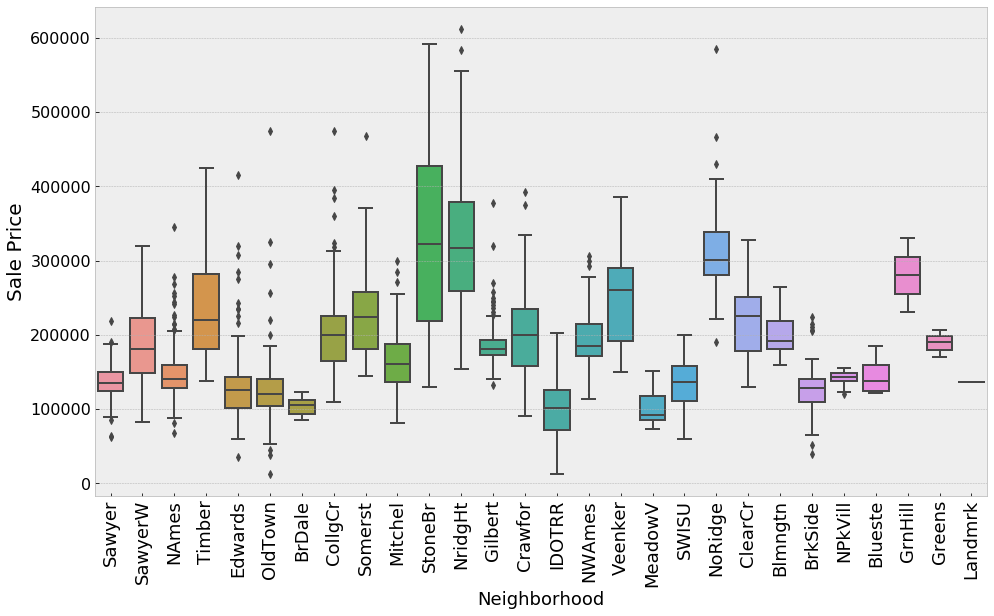 Sale Price
600000
500000
400000
300000
200000
100000
0
Sawyer
SawyerW
NAmes
Timber
Edwards
OldTown
BrDale
CollgCr
Somerst
Mitchel
StoneBr
NridgHt
Gilbert
Crawfor
IDOTRR
NWAmes
Veenker
MeadowV
SWISU
NoRidge
ClearCr
Blmngtn
BrkSide
NPkVill
Blueste
GrnHill
Greens
Landmrk
Neighborhood